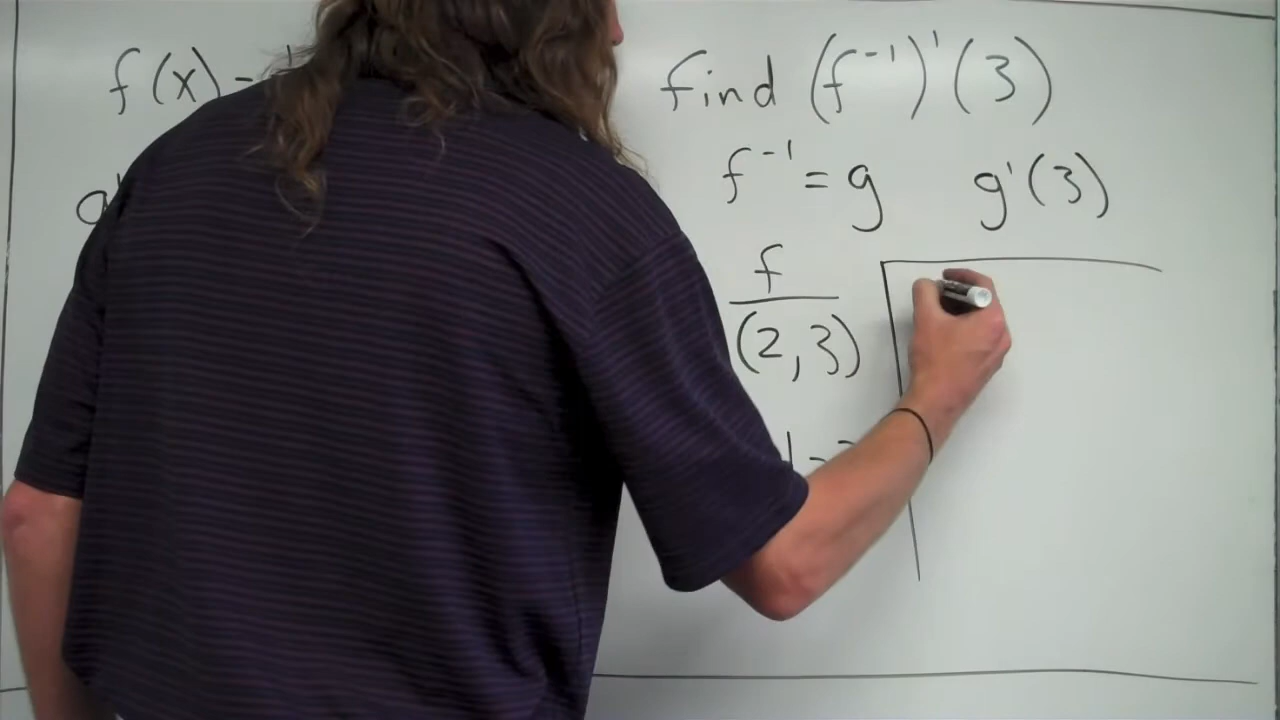 f(x) =
find (f⁻¹)'(3)
g'
f⁻¹ = g g'(3)
f
(2,3)